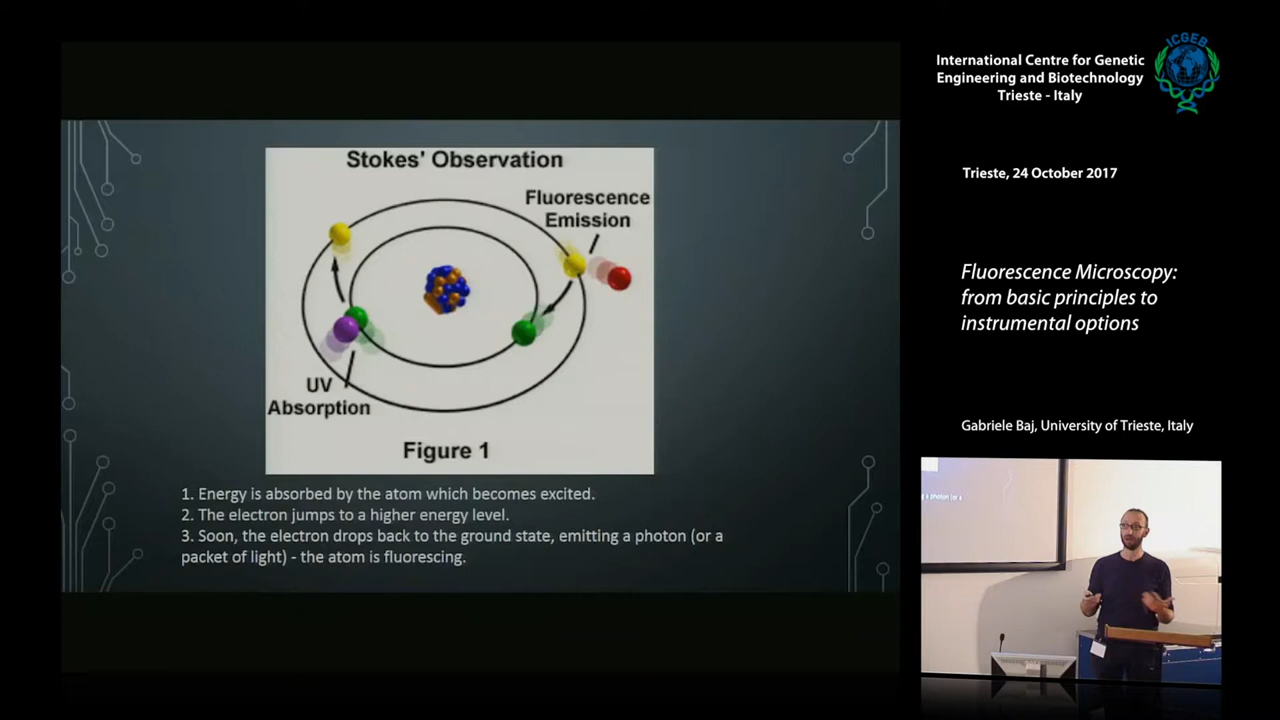 Stokes' Observation
Fluorescence
Emission
UV
Absorption
Figure 1
1. Energy is absorbed by the atom which becomes excited.
2. The electron jumps to a higher energy level.
3. Soon, the electron drops back to the ground state, emitting a photon (or a
packet of light) - the atom is fluorescing.
International Centre for Genetic
Engineering and Biotechnology
Trieste - Italy
ICGEB
Trieste, 24 October 2017
Fluorescence Microscopy:
from basic principles to
instrumental options
Gabriele Baj, University of Trieste, Italy
a photon (or a